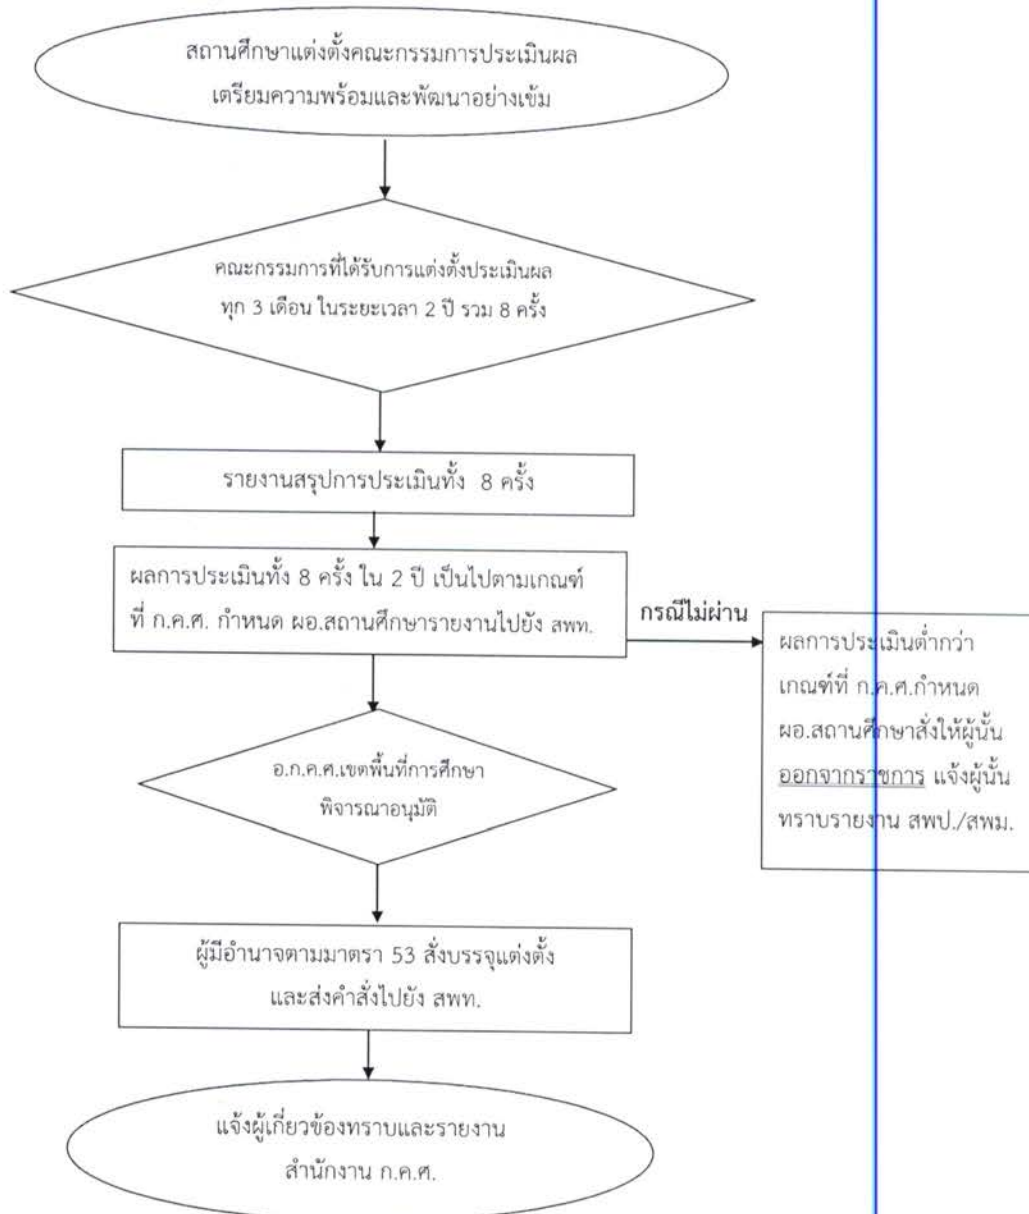 สถานศึกษาแต่งตั้งคณะกรรมการประเมินผล
เตรียมความพร้อมและพัฒนาอย่างเข้ม
คณะกรรมการที่ได้รับการแต่งตั้งประเมินผล
ทุก 3 เดือน ในระยะเวลา 2 ปี รวม 8 ครั้ง
รายงานสรุปการประเมินทั้ง 8 ครั้ง
ผลการประเมินทั้ง 8 ครั้ง ใน 2 ปี เป็นไปตามเกณฑ์
ที่ ก.ค.ศ. กำหนด ผอ.สถานศึกษารายงานไปยัง สพท.
กรณีไม่ผ่าน
ผลการประเมินต่ำกว่า
เกณฑ์ที่ ก.ค.ศ.กำหนด
ผอ.สถานศึกษาสั่งให้ผู้นั้น
ออกจากราชการ แจ้งผู้นั้น
ทราบรายงาน สพป./สพม.
อ.ก.ค.ศ.เขตพื้นที่การศึกษา
พิจารณาอนุมัติ
ผู้มีอำนาจตามมาตรา 53 สั่งบรรจุแต่งตั้ง
และส่งคำสั่งไปยัง สพท.
แจ้งผู้เกี่ยวข้องทราบและรายงาน
สำนักงาน ก.ค.ศ.